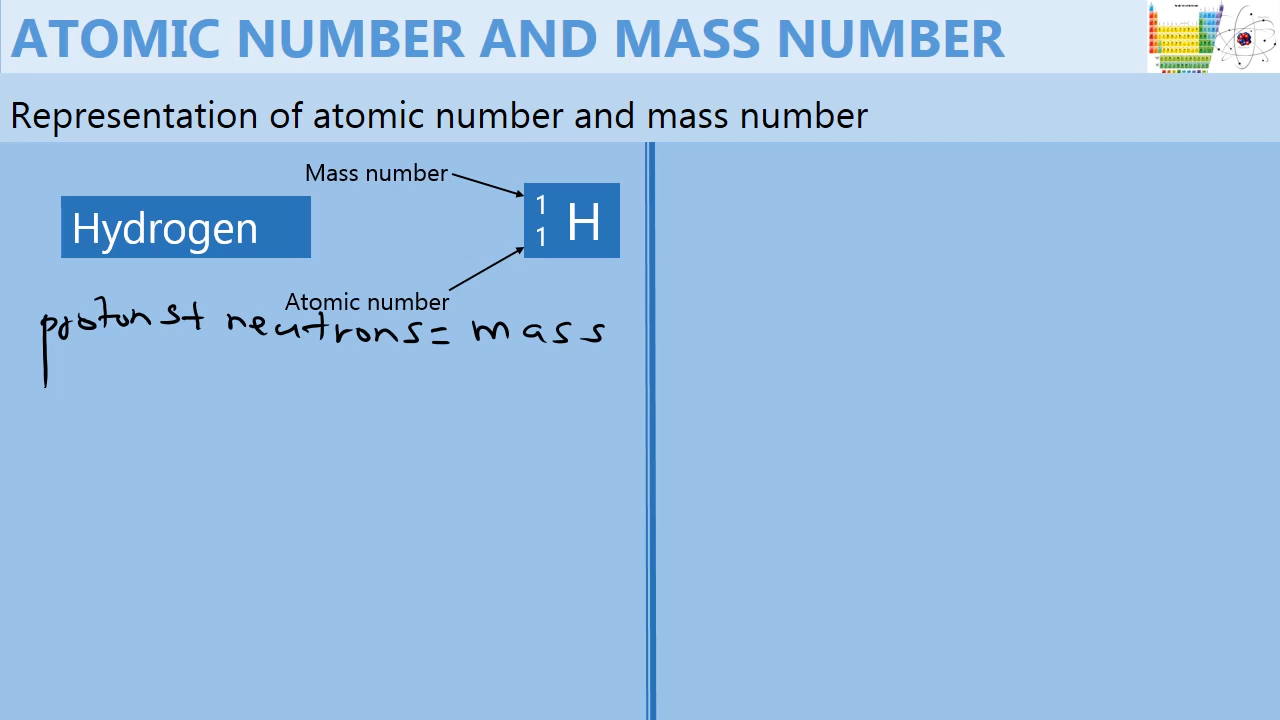 ATOMIC NUMBER AND MASS NUMBER
Representation of atomic number and mass number
Mass number
Hydrogen
1
1
H
Atomic number
protons+ neutrons= mass